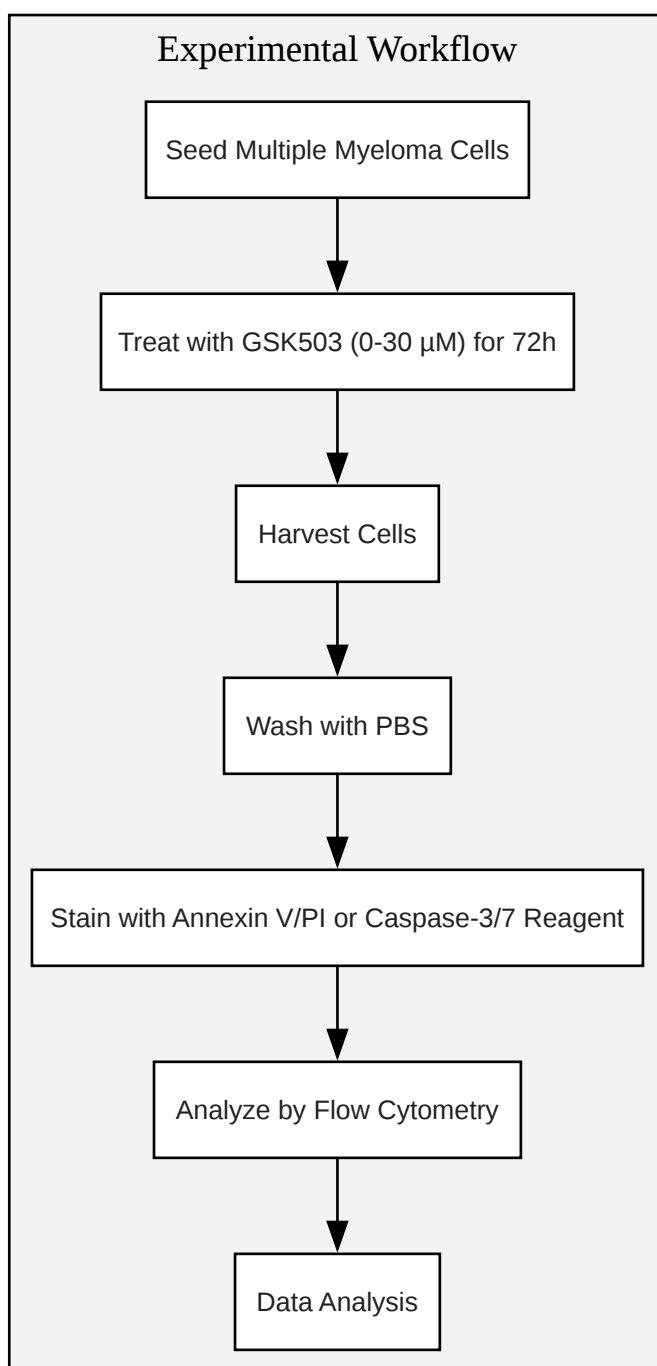 Experimental Workflow
Seed Multiple Myeloma Cells
Treat with GSK503 (0-30 µM) for 72h
Harvest Cells
Wash with PBS
Stain with Annexin V/PI or Caspase-3/7 Reagent
Analyze by Flow Cytometry
Data Analysis